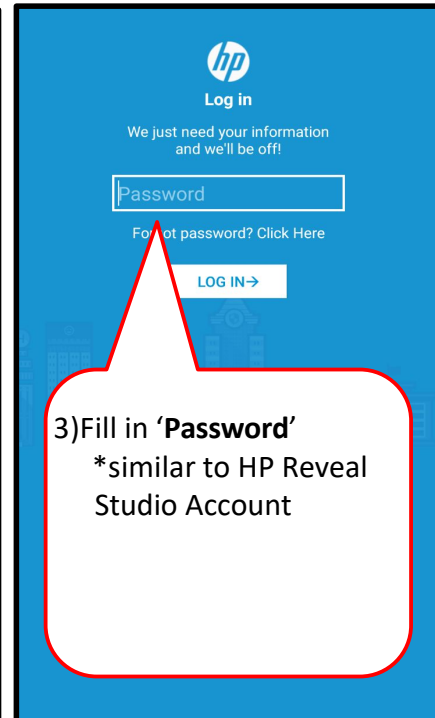 hp
Log in
We just need your information
and we'll be off!
Password
Forgot password? Click Here
LOG IN→
3)Fill in ‘Password’
*similar to HP Reveal
Studio Account